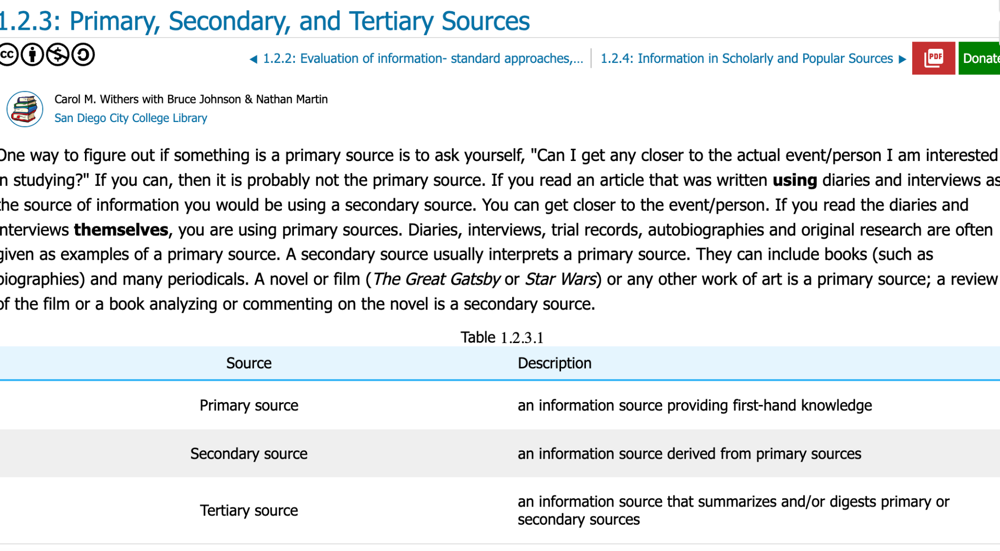 1.2.3: Primary, Secondary, and Tertiary Sources
cc
◀ 1.2.2: Evaluation of information- standard approaches,... | 1.2.4: Information in Scholarly and Popular Sources ▶ PDF Donate
Carol M. Withers with Bruce Johnson & Nathan Martin
San Diego City College Library
One way to figure out if something is a primary source is to ask yourself, "Can I get any closer to the actual event/person I am interested
in studying?" If you can, then it is probably not the primary source. If you read an article that was written using diaries and interviews as
the source of information you would be using a secondary source. You can get closer to the event/person. If you read the diaries and
interviews themselves, you are using primary sources. Diaries, interviews, trial records, autobiographies and original research are often
given as examples of a primary source. A secondary source usually interprets a primary source. They can include books (such as
biographies) and many periodicals. A novel or film (The Great Gatsby or Star Wars) or any other work of art is a primary source; a review
of the film or a book analyzing or commenting on the novel is a secondary source.
Table 1.2.3.1
Source Description
Primary source an information source providing first-hand knowledge
Secondary source an information source derived from primary sources
Tertiary source an information source that summarizes and/or digests primary or
secondary sources